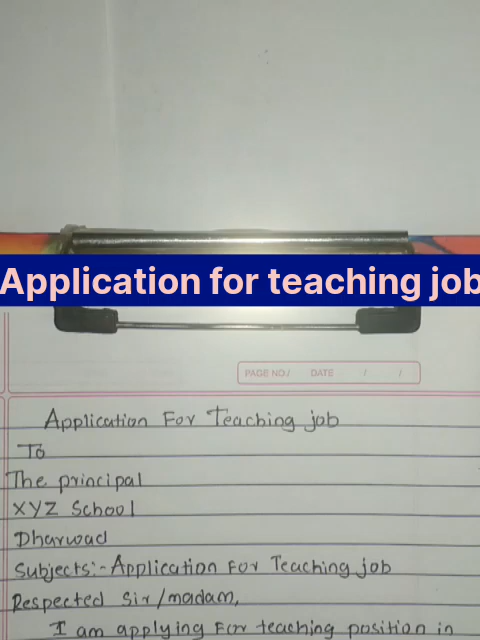 Application for teaching job
PAGE NO / DATE / /
Application For Teaching job
To
The principal
XYZ School
Dharwad
Subjects:- Application For Teaching job
Respected Sir/madam,
I am applying For teaching position in